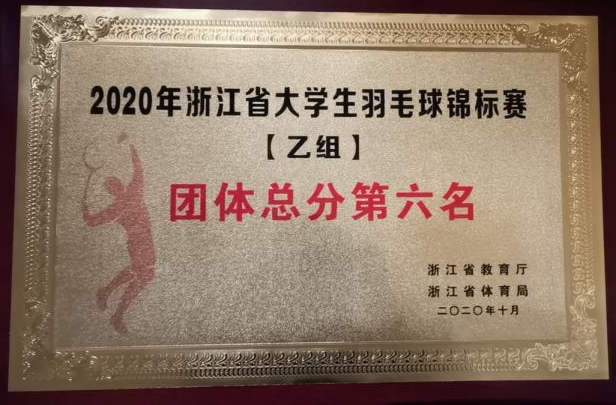 2020年浙江省大学生羽毛球锦标赛
【乙组】
团体总分第六名
浙江省教育厅
浙江省体育局
二〇二〇年十月